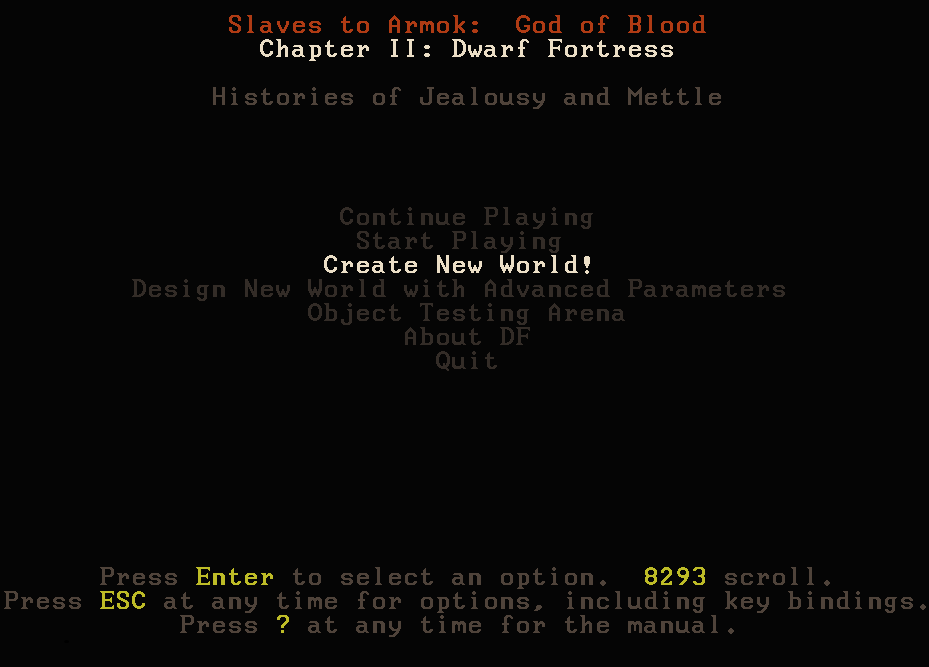 Slaves to Armok:  God of Blood
Chapter II: Dwarf Fortress
Histories of Jealousy and Mettle
Continue Playing
Start Playing
Create New World!
Design New World with Advanced Parameters
Object Testing Arena
About DF
Quit
Press Enter to select an option.  8293 scroll.
Press ESC at any time for options, including key bindings.
Press ? at any time for the manual.